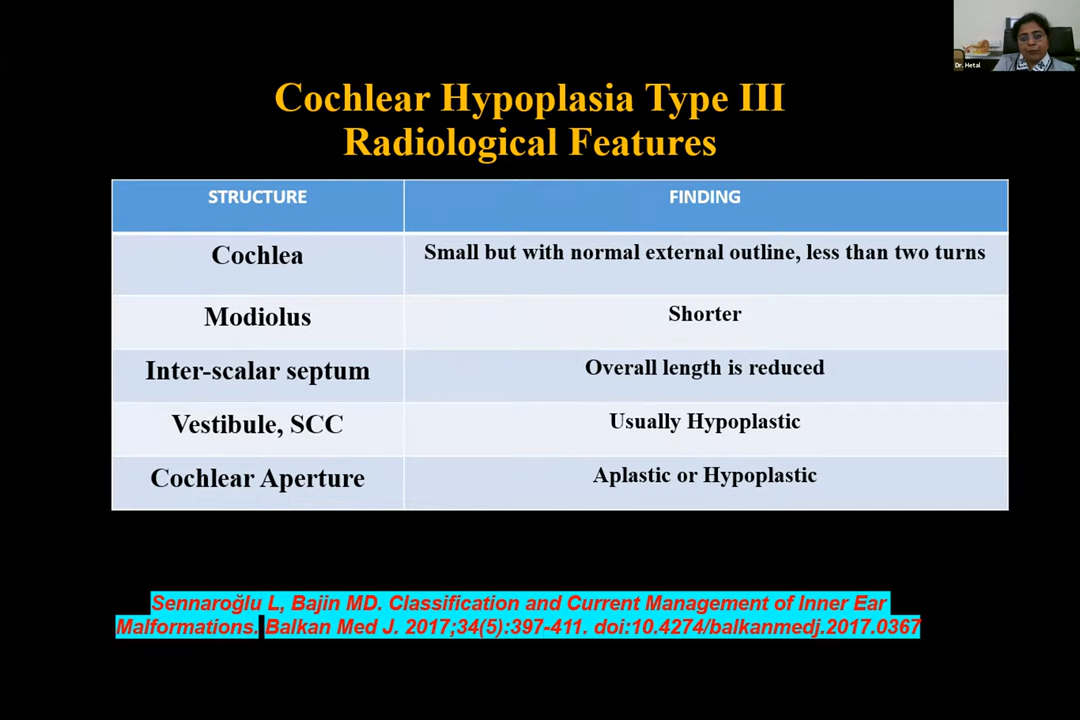 Dr. Hetal
Cochlear Hypoplasia Type III
Radiological Features
STRUCTURE FINDING
Cochlea Small but with normal external outline, less than two turns
Modiolus Shorter
Inter-scalar septum Overall length is reduced
Vestibule, SCC Usually Hypoplastic
Cochlear Aperture Aplastic or Hypoplastic
Sennaroğlu L, Bajin MD. Classification and Current Management of Inner Ear
Malformations. Balkan Med J. 2017;34(5):397-411. doi:10.4274/balkanmedj.2017.0367